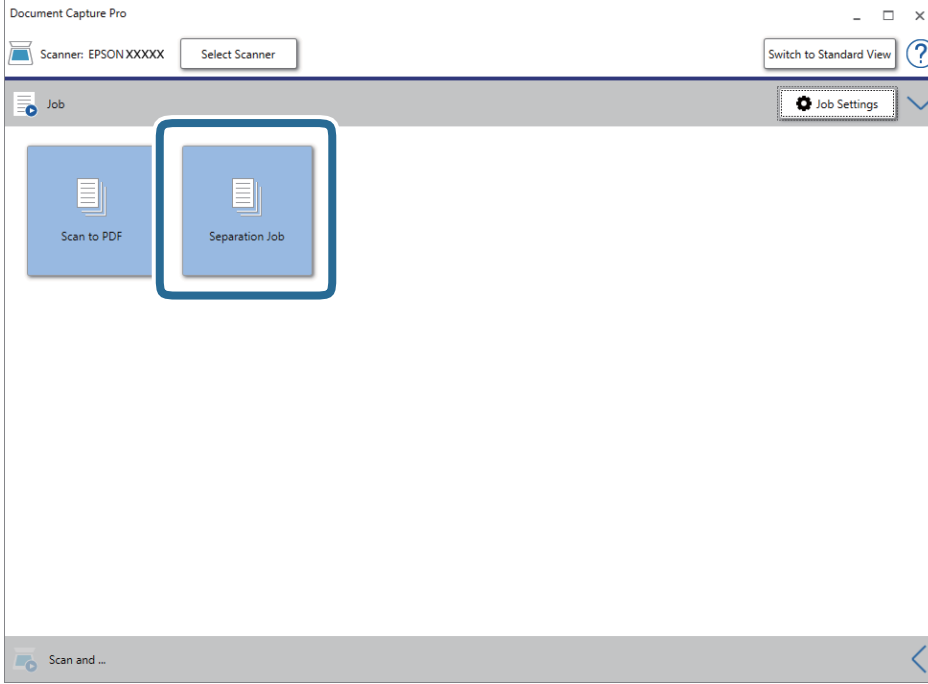 Document Capture Pro
Scanner: EPSON XXXXX Select Scanner Switch to Standard View ?
Job Job Settings
Scan to PDF Separation Job
Scan and ...